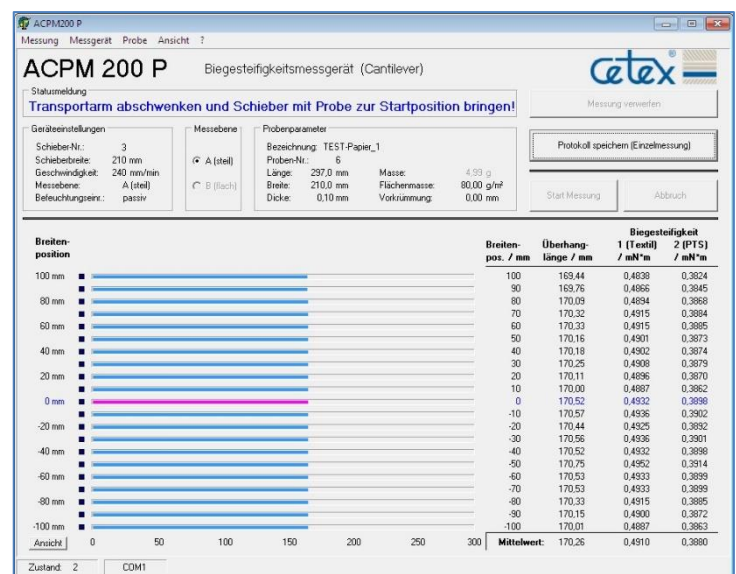 ACPM200 P
Messung Messgerät Probe Ansicht ?
ACPM 200 P Biegesteifigkeitsmessgerät (Cantilever) Cetex®
Statusmeldung
Transportarm abschwenken und Schieber mit Probe zur Startposition bringen!
Messung verwerfen
Geräteeinstellungen
Schieber-Nr.: 3
Schieberbreite: 210 mm
Geschwindigkeit: 240 mm/min
Messebene: A (steil)
Befeuchtungseinr.: passiv
Messebene
A (steil)
B (flach)
Probenparameter
Bezeichnung: TEST-Papier_1
Proben-Nr.: 6
Länge: 297,0 mm Masse: 4,99 g
Breite: 210,0 mm Flächenmasse: 80,00 g/m²
Dicke: 0,10 mm Vorkrümmung: 0,00 mm
Protokoll speichern (Einzelmessung)
Start Messung Abbruch
Breiten-
position
100 mm
80 mm
60 mm
40 mm
20 mm
0 mm
-20 mm
-40 mm
-60 mm
-80 mm
-100 mm
Ansicht 0 50 100 150 200 250 300
Biegesteifigkeit
Breiten- Überhang- 1 (Textil) 2 (PTS)
pos. / mm länge / mm / mN*m / mN*m
100 169,44 0,4838 0,3824
90 169,76 0,4866 0,3845
80 170,09 0,4894 0,3868
70 170,32 0,4915 0,3884
60 170,33 0,4915 0,3885
50 170,16 0,4901 0,3873
40 170,18 0,4902 0,3874
30 170,25 0,4908 0,3879
20 170,11 0,4896 0,3870
10 170,00 0,4887 0,3862
0 170,52 0,4932 0,3898
-10 170,57 0,4936 0,3902
-20 170,44 0,4925 0,3892
-30 170,56 0,4936 0,3901
-40 170,52 0,4932 0,3898
-50 170,75 0,4952 0,3914
-60 170,53 0,4933 0,3899
-70 170,53 0,4933 0,3899
-80 170,33 0,4915 0,3885
-90 170,15 0,4900 0,3872
-100 170,01 0,4887 0,3863
Mittelwert: 170,26 0,4910 0,3880
Zustand: 2 COM1